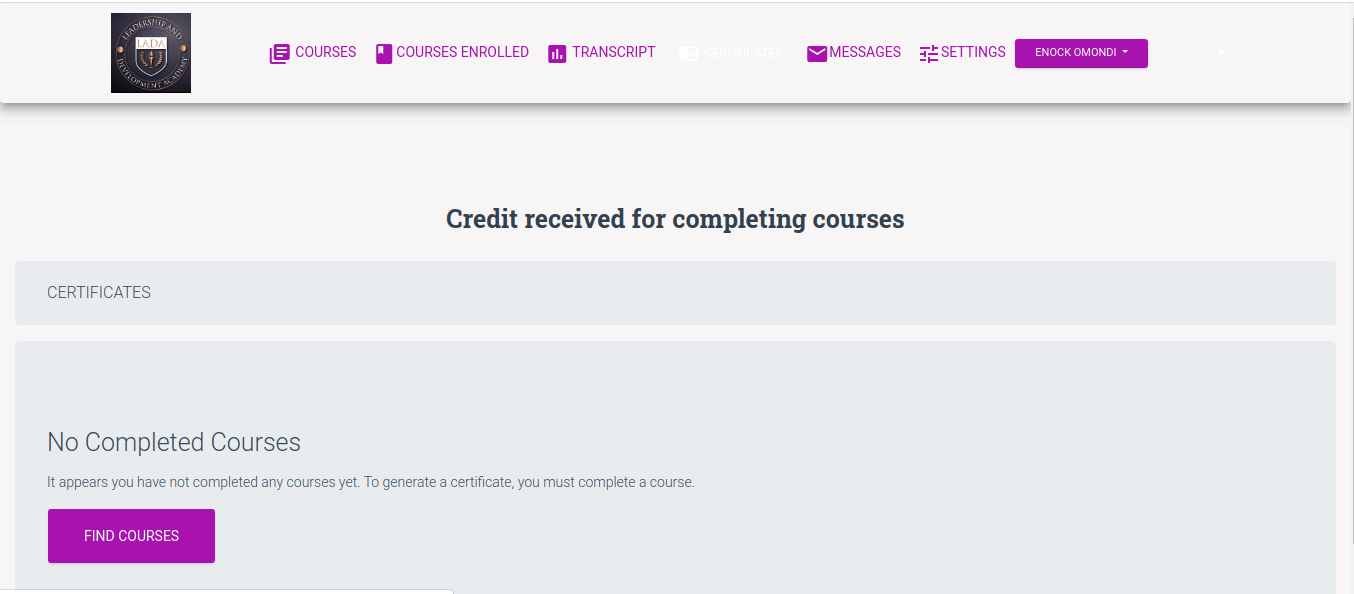 LEADERSHIP AND
LADA
DEVELOPMENT ACADEMY
COURSES
COURSES ENROLLED
TRANSCRIPT
CERTIFICATES
MESSAGES
SETTINGS
ENOCK OMONDI
Credit received for completing courses
CERTIFICATES
No Completed Courses
It appears you have not completed any courses yet. To generate a certificate, you must complete a course.
FIND COURSES